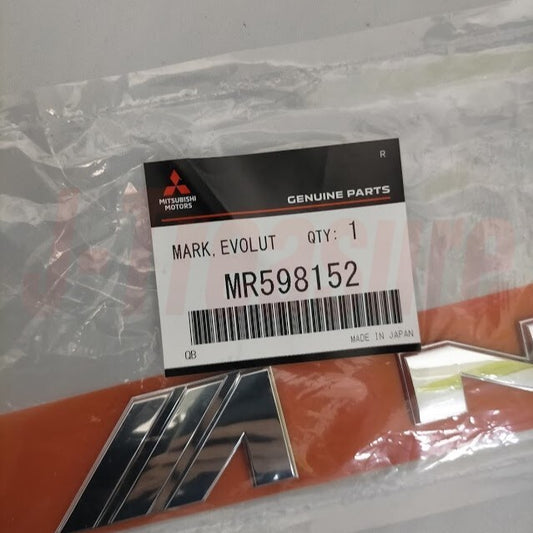 R
MITSUBISHI
MOTORS
GENUINE PARTS
MARK, EVOLUT QTY: 1
MR598152
MADE IN JAPAN
QB